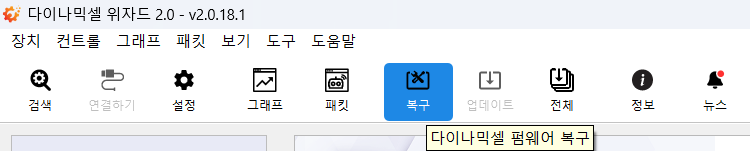 다이나믹셀 위자드 2.0 - v2.0.18.1
장치 컨트롤 그래프 패킷 보기 도구 도움말
검색 연결하기 설정 그래프 패킷 복구 업데이트 전체 정보 뉴스
다이나믹셀 펌웨어 복구